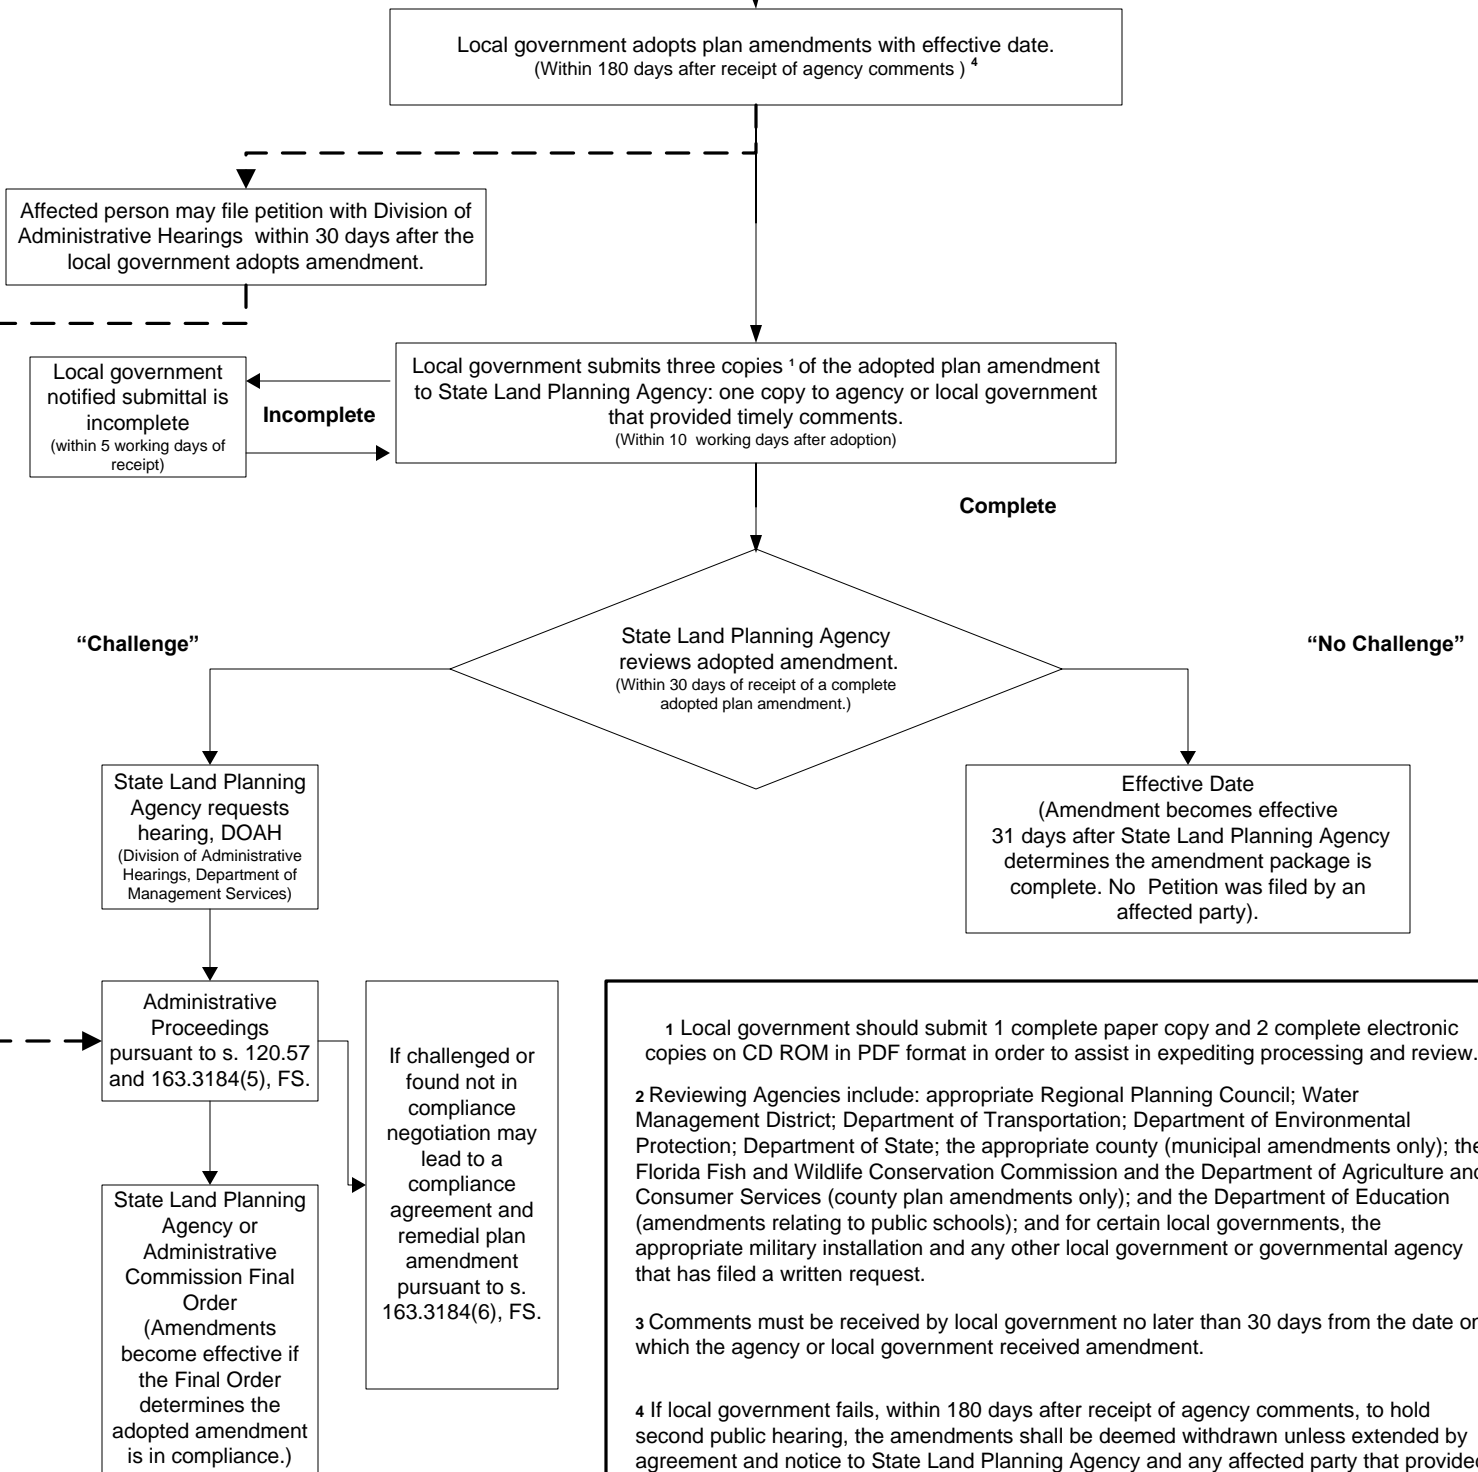 Local government adopts plan amendments with effective date.
(Within 180 days after receipt of agency comments ) 4
Affected person may file petition with Division of
Administrative Hearings within 30 days after the
local government adopts amendment.
Local government
notified submittal is
incomplete
(within 5 working days of
receipt)
Incomplete
Local government submits three copies 1 of the adopted plan amendment
to State Land Planning Agency: one copy to agency or local government
that provided timely comments.
(Within 10 working days after adoption)
Complete
“Challenge”
State Land Planning Agency
reviews adopted amendment.
(Within 30 days of receipt of a complete
adopted plan amendment.)
“No Challenge”
State Land Planning
Agency requests
hearing, DOAH
(Division of Administrative
Hearings, Department of
Management Services)
Effective Date
(Amendment becomes effective
31 days after State Land Planning Agency
determines the amendment package is
complete. No Petition was filed by an
affected party).
Administrative
Proceedings
pursuant to s. 120.57
and 163.3184(5), FS.
If challenged or
found not in
compliance
negotiation may
lead to a
compliance
agreement and
remedial plan
amendment
pursuant to s.
163.3184(6), FS.
State Land Planning
Agency or
Administrative
Commission Final
Order
(Amendments
become effective if
the Final Order
determines the
adopted amendment
is in compliance.)
1 Local government should submit 1 complete paper copy and 2 complete electronic
copies on CD ROM in PDF format in order to assist in expediting processing and review.
2 Reviewing Agencies include: appropriate Regional Planning Council; Water
Management District; Department of Transportation; Department of Environmental
Protection; Department of State; the appropriate county (municipal amendments only); the
Florida Fish and Wildlife Conservation Commission and the Department of Agriculture and
Consumer Services (county plan amendments only); and the Department of Education
(amendments relating to public schools); and for certain local governments, the
appropriate military installation and any other local government or governmental agency
that has filed a written request.
3 Comments must be received by local government no later than 30 days from the date on
which the agency or local government received amendment.
4 If local government fails, within 180 days after receipt of agency comments, to hold
second public hearing, the amendments shall be deemed withdrawn unless extended by
agreement and notice to State Land Planning Agency and any affected party that provided